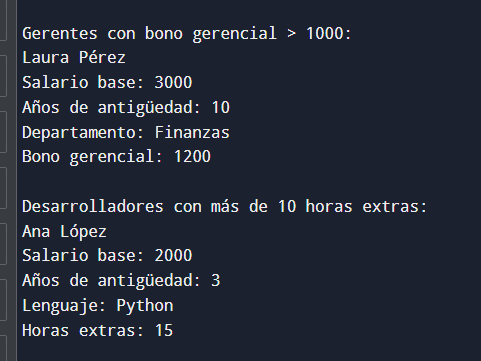 Gerentes con bono gerencial > 1000:
Laura Pérez
Salario base: 3000
Años de antigüedad: 10
Departamento: Finanzas
Bono gerencial: 1200
Desarrolladores con más de 10 horas extras:
Ana López
Salario base: 2000
Años de antigüedad: 3
Lenguaje: Python
Horas extras: 15